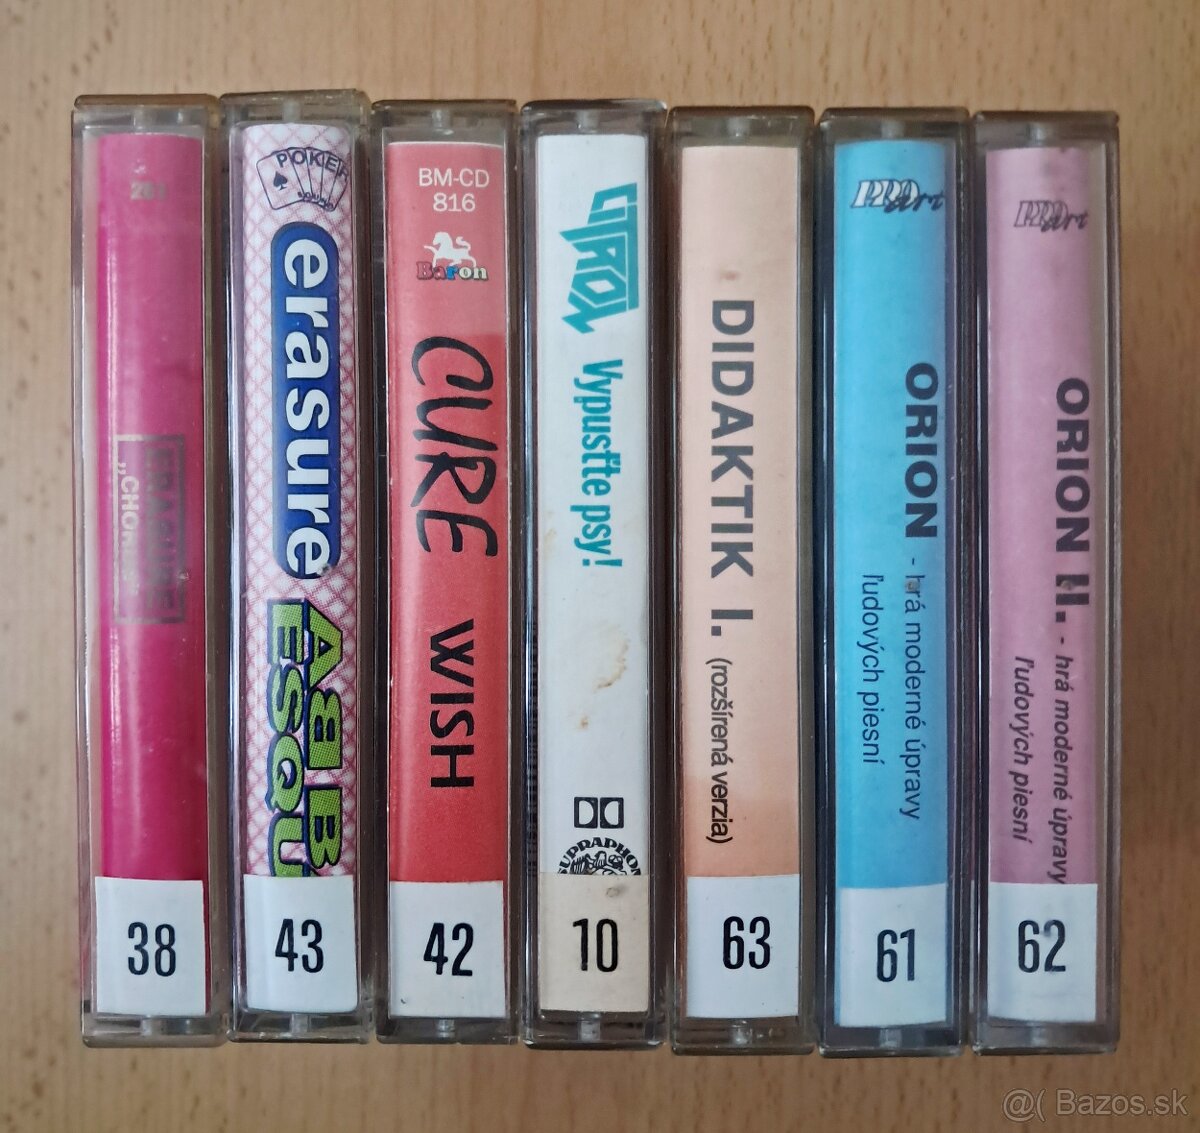 201
ERASURE
„CHORUS"
38
POKER
erasure
ABBA
ESQU
43
BM-CD
816
Baron
CURE WISH
42
CITRON
Vypusťte psy!
SUPRAPHON
10
DIDAKTIK I. (rozšírená verzia)
63
ART
ORION - hrá moderné úpravy
ľudových piesní
61
ART
ORION II. - hrá moderné úpravy
ľudových piesní
62
@( Bazos.sk